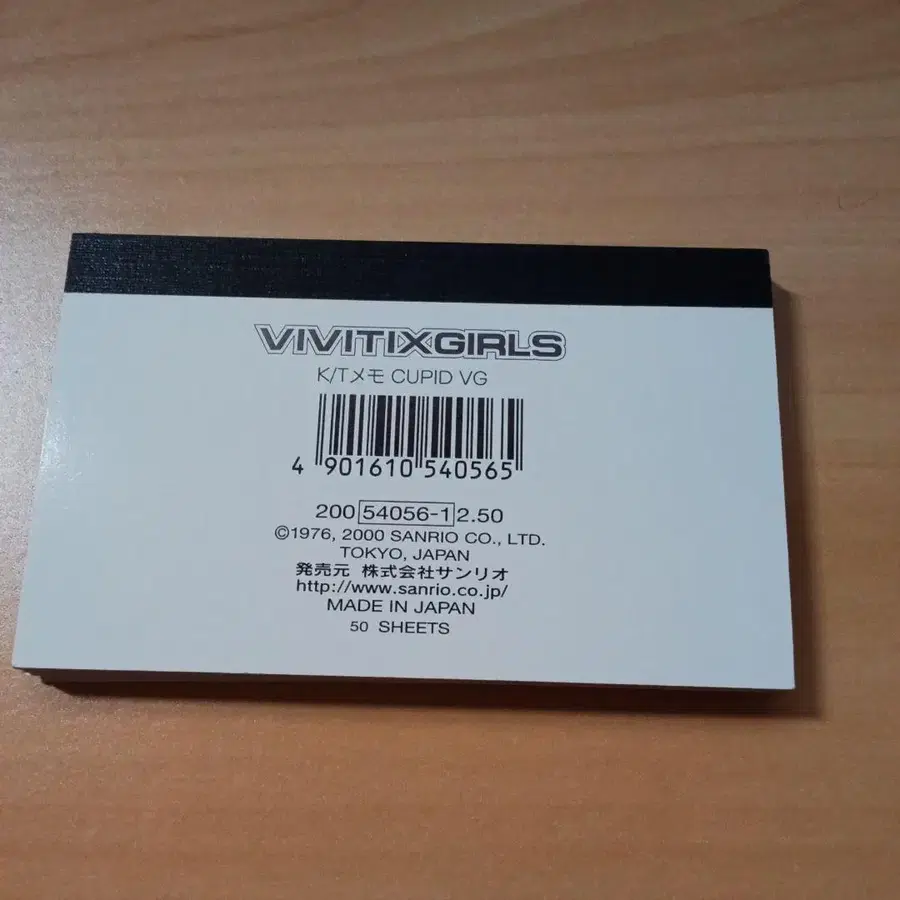 VIVITIXGIRLS
K/Tメモ CUPID VG
4 901610 540565
200 54056-1 2.50
©1976, 2000 SANRIO CO., LTD.
TOKYO, JAPAN
発売元 株式会社サンリオ
http://www.sanrio.co.jp/
MADE IN JAPAN
50 SHEETS